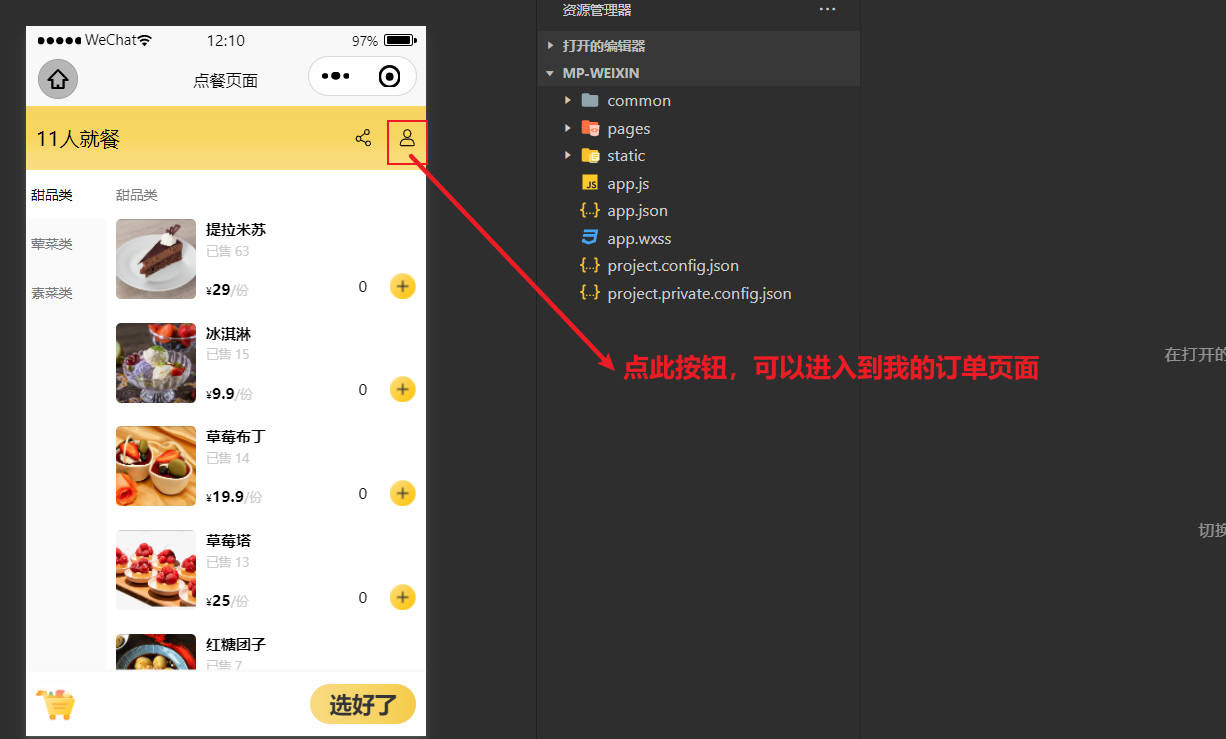 WeChat
12:10
97%
点餐页面
11人就餐
甜品类
荤菜类
素菜类
甜品类
提拉米苏
已售 63
¥29/份
0
冰淇淋
已售 15
¥9.9/份
0
草莓布丁
已售 14
¥19.9/份
0
草莓塔
已售 13
¥25/份
0
红糖团子
已售 7
选好了
资源管理器
打开的编辑器
MP-WEIXIN
common
pages
static
JS app.js
{..} app.json
app.wxss
{..} project.config.json
{..} project.private.config.json
点此按钮，可以进入到我的订单页面
在打开的
切换